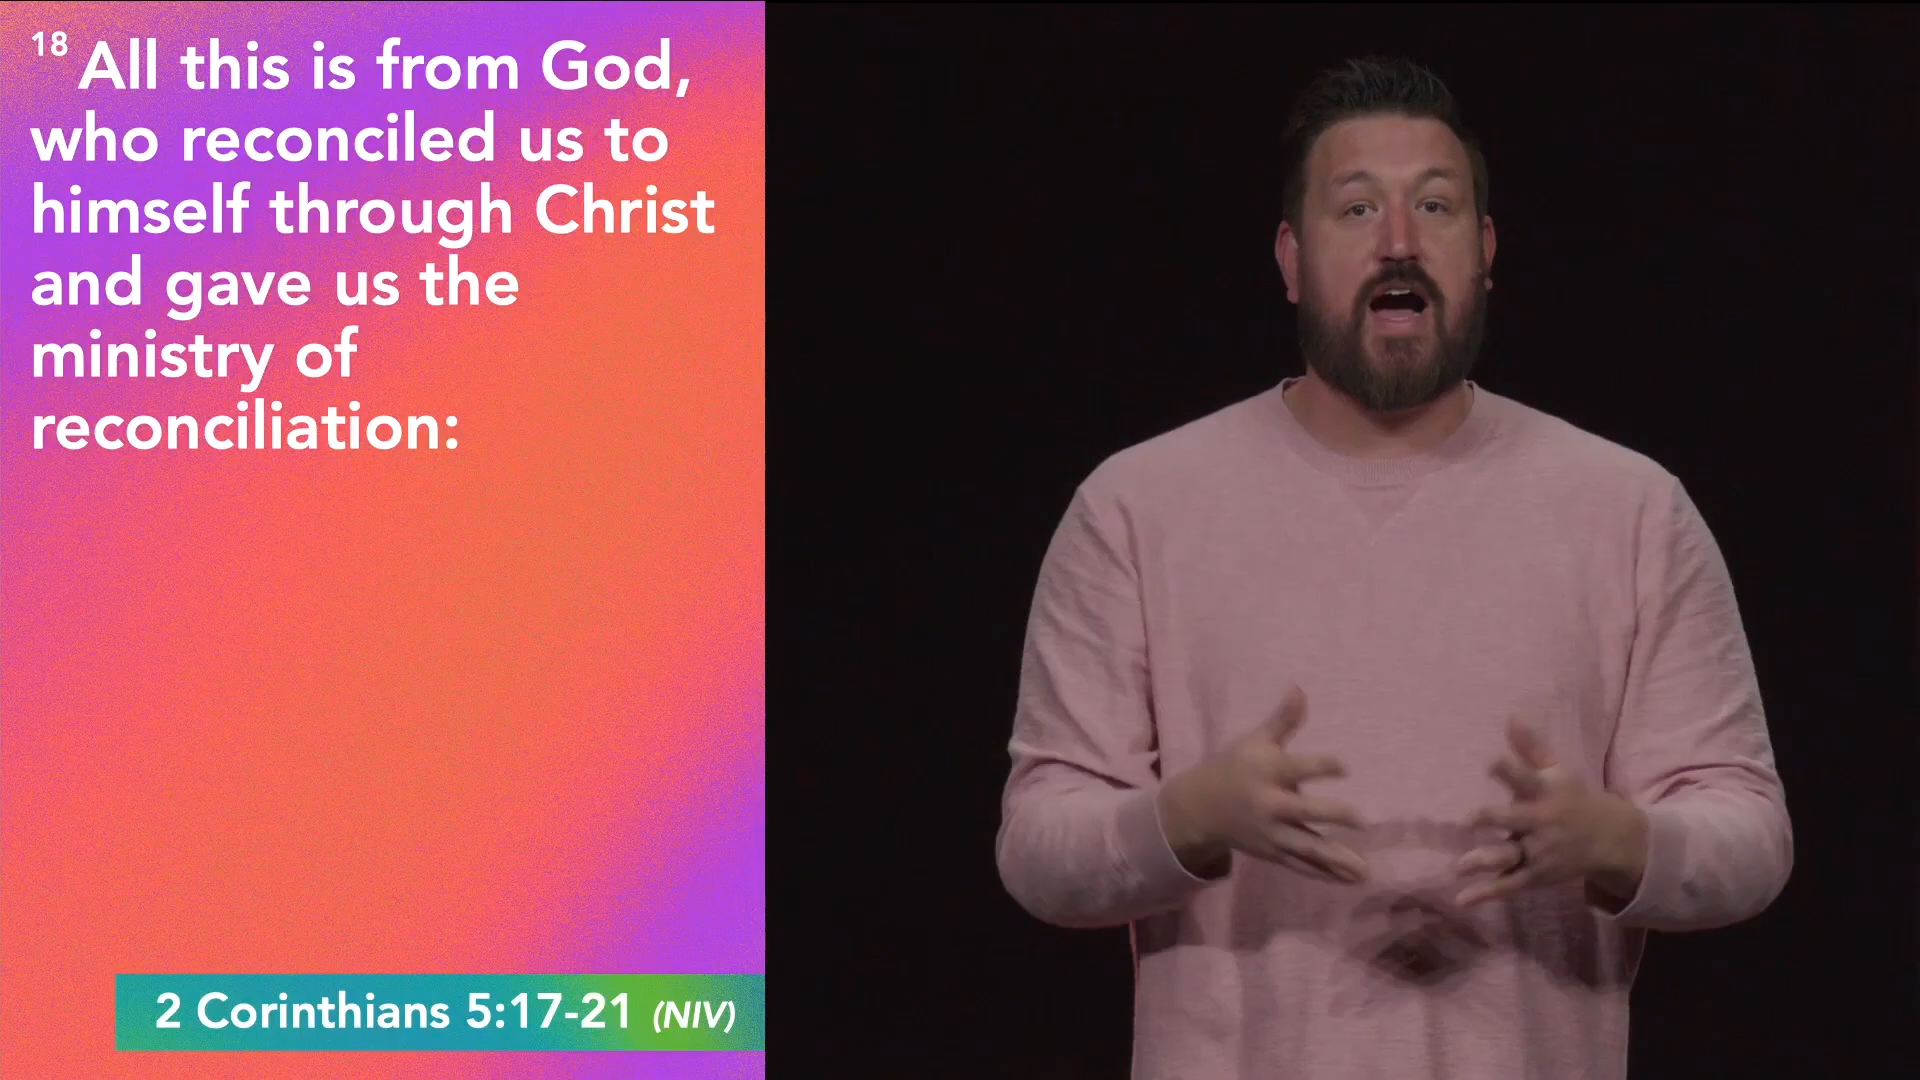 18 All this is from God,
who reconciled us to
himself through Christ
and gave us the
ministry of
reconciliation:
2 Corinthians 5:17-21 (NIV)